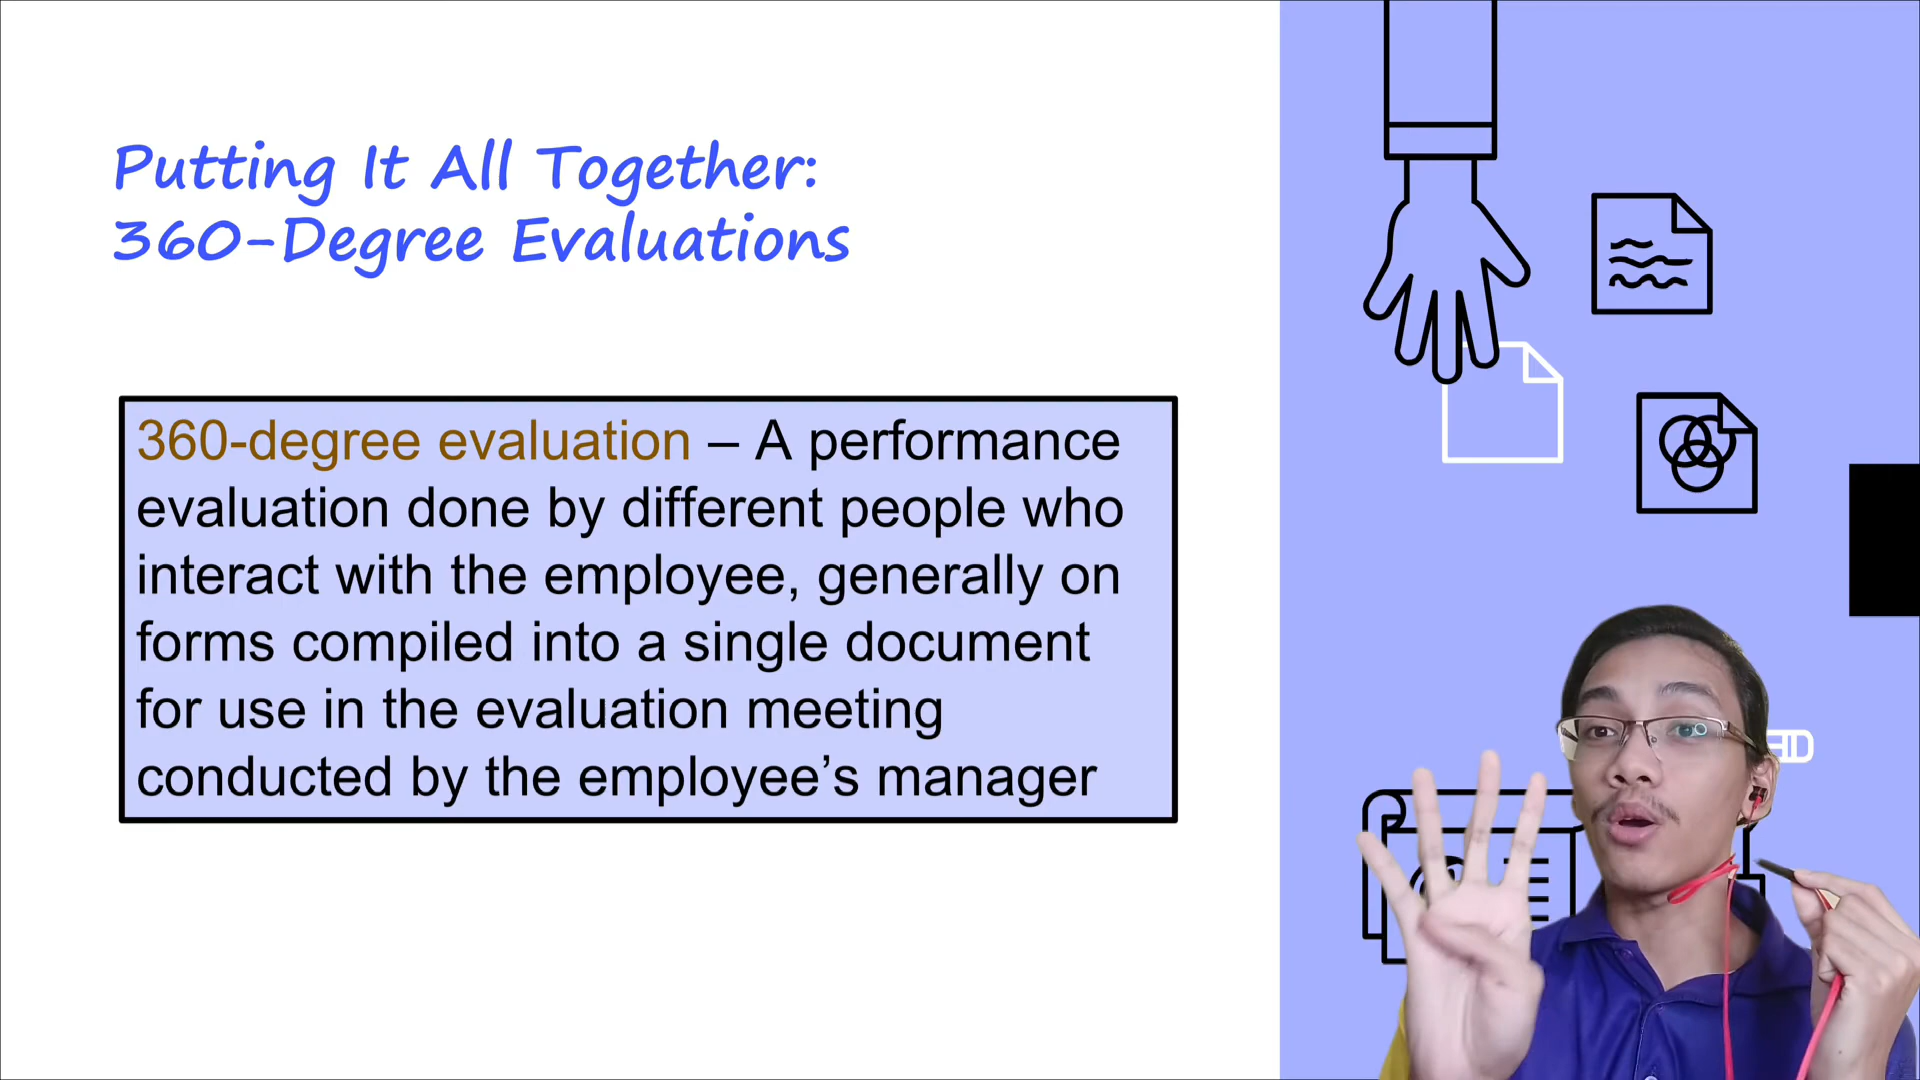 Putting It All Together:
360-Degree Evaluations
360-degree evaluation – A performance
evaluation done by different people who
interact with the employee, generally on
forms compiled into a single document
for use in the evaluation meeting
conducted by the employee’s manager